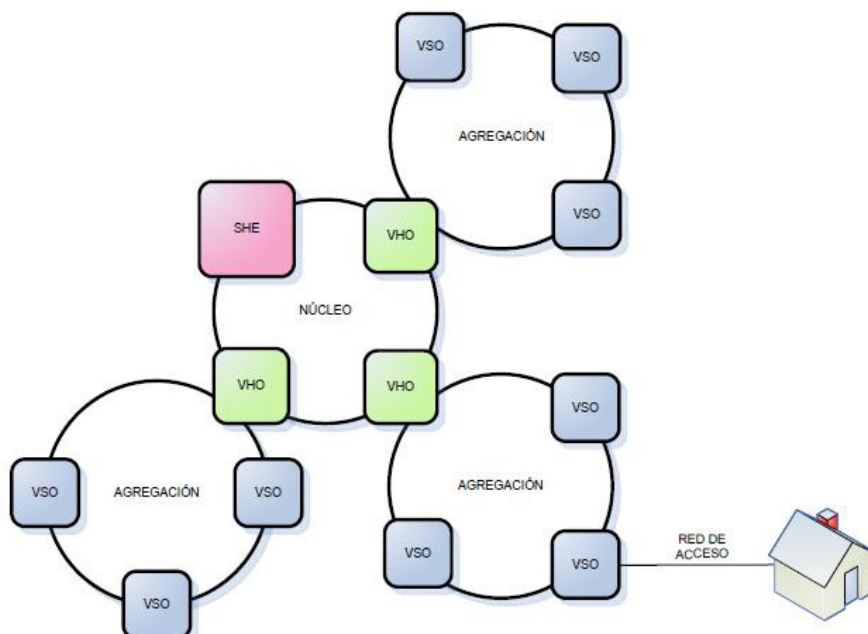 VSO
VSO
AGREGACIÓN
VSO
SHE
VHO
NÚCLEO
VHO
VHO
VSO
VSO
AGREGACIÓN
VSO
AGREGACIÓN
VSO
VSO
VSO
RED DE
ACCESO